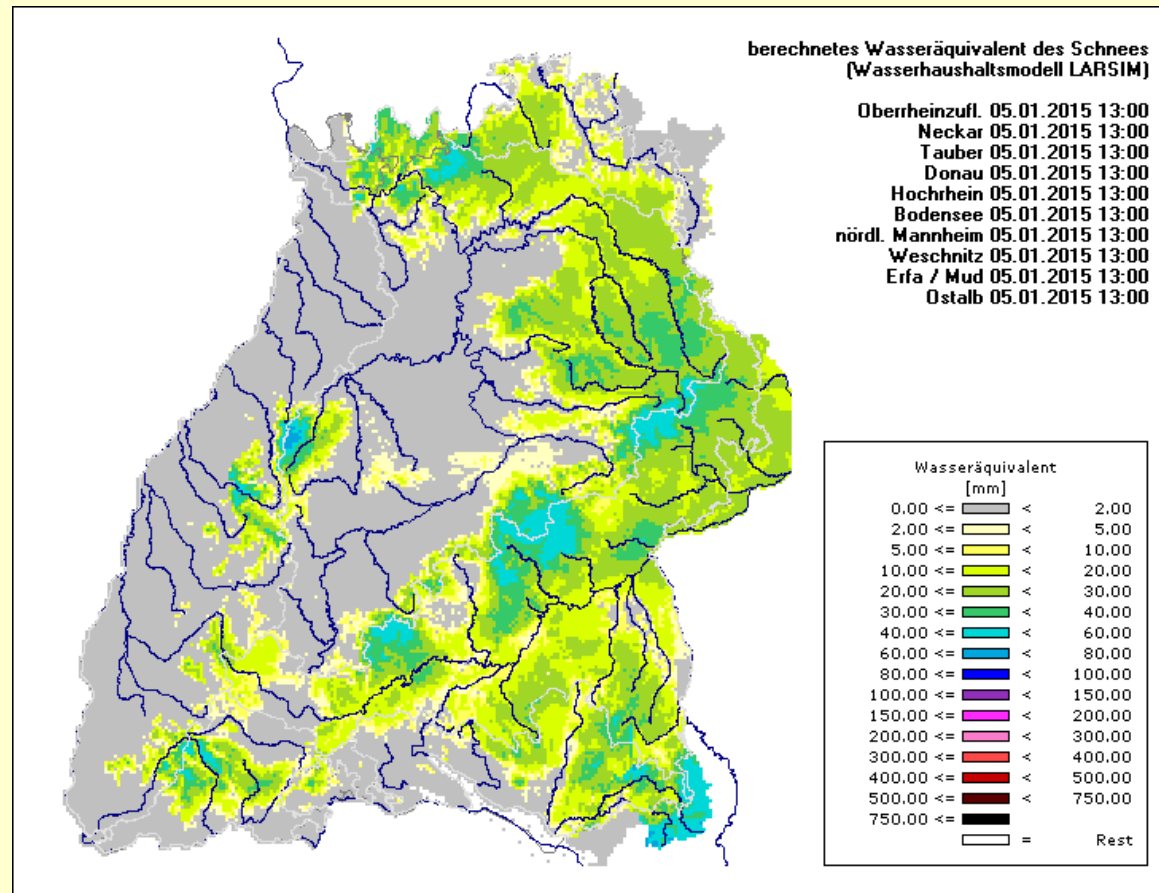 berechnetes Wasseräquivalent des Schnees
(Wasserhaushaltsmodell LARSIM)
Oberrheinzufl. 05.01.2015 13:00
Neckar 05.01.2015 13:00
Tauber 05.01.2015 13:00
Donau 05.01.2015 13:00
Hochrhein 05.01.2015 13:00
Bodensee 05.01.2015 13:00
nördl. Mannheim 05.01.2015 13:00
Weschnitz 05.01.2015 13:00
Erfa / Mud 05.01.2015 13:00
Ostalb 05.01.2015 13:00
Wasseräquivalent
[mm]
0.00 <= < 2.00
2.00 <= < 5.00
5.00 <= < 10.00
10.00 <= < 20.00
20.00 <= < 30.00
30.00 <= < 40.00
40.00 <= < 60.00
60.00 <= < 80.00
80.00 <= < 100.00
100.00 <= < 150.00
150.00 <= < 200.00
200.00 <= < 300.00
300.00 <= < 400.00
400.00 <= < 500.00
500.00 <= < 750.00
750.00 <=
= Rest